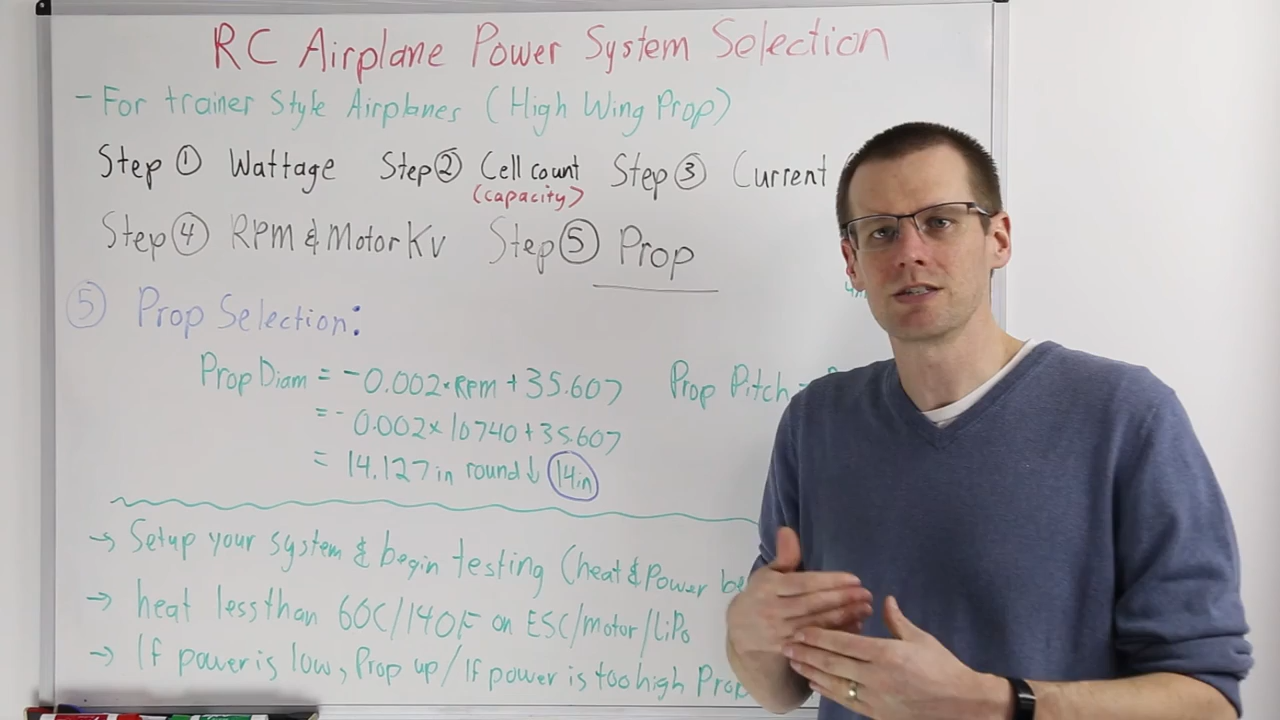 RC Airplane Power System Selection
- For trainer Style Airplanes (High Wing Prop)
Step ① Wattage Step ② Cell count Step ③ Current
(capacity)
Step ④ RPM & Motor Kv Step ⑤ Prop
⑤ Prop Selection:
Prop Diam = -0.002*RPM + 35.607 Prop Pitch =
= -0.002 x 10740 + 35.607
= 14.127in round ↓ 14in
→ Setup your system & begin testing (heat & Power
→ heat less than 60C/140F on ESC/Motor/LiPo
→ If power is low, Prop up / If power is too high Prop